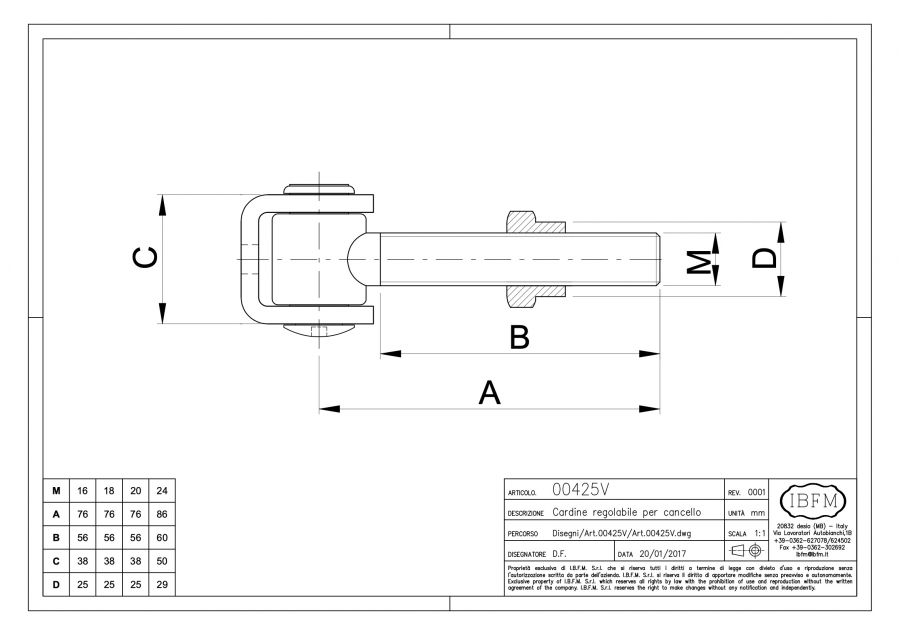 C
M
D
B
A
M 16 18 20 24
A 76 76 76 86
B 56 56 56 60
C 38 38 38 50
D 25 25 25 29
ARTICOLO. 00425V
REV. 0001
DESCRIZIONE Cardine regolabile per cancello
UNITÀ mm
PERCORSO Disegni/Art.00425V/Art.00425V.dwg
SCALA 1:1
DISEGNATORE D.F.
DATA 20/01/2017
IBFM
20832 desio (MB) - Italy
Via Lavoratori Autobianchi,18
+39-0362-627078/624502
Fax +39-0362-302692
ibfm@ibfm.it
Proprietà esclusiva di I.B.F.M. S.r.l. che si riserva tutti i diritti a termine di legge con divieto d'uso e riproduzione senza
l'autorizzazione scritta da parte dell'azienda. I.B.F.M. S.r.l. si riserva il diritto di apportare modifiche senza preavviso e autonomamente.
Exclusive property of I.B.F.M. S.r.l. which reserves all rights by law with the prohibition of use and reproduction without the written
agreement of the company. I.B.F.M. S.r.l. reserves the right to make changes without any notification and independently.